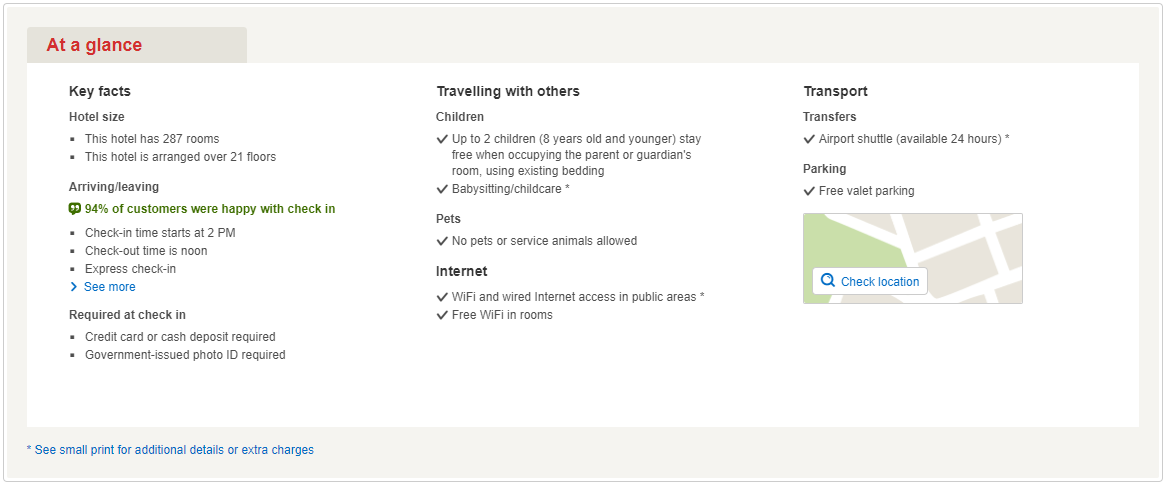 At a glance
Key facts
Hotel size
This hotel has 287 rooms
This hotel is arranged over 21 floors
Arriving/leaving
94% of customers were happy with check in
Check-in time starts at 2 PM
Check-out time is noon
Express check-in
See more
Required at check in
Credit card or cash deposit required
Government-issued photo ID required
Travelling with others
Children
Up to 2 children (8 years old and younger) stay
free when occupying the parent or guardian's
room, using existing bedding
Babysitting/childcare *
Pets
No pets or service animals allowed
Internet
WiFi and wired Internet access in public areas *
Free WiFi in rooms
Transport
Transfers
Airport shuttle (available 24 hours) *
Parking
Free valet parking
Check location
* See small print for additional details or extra charges